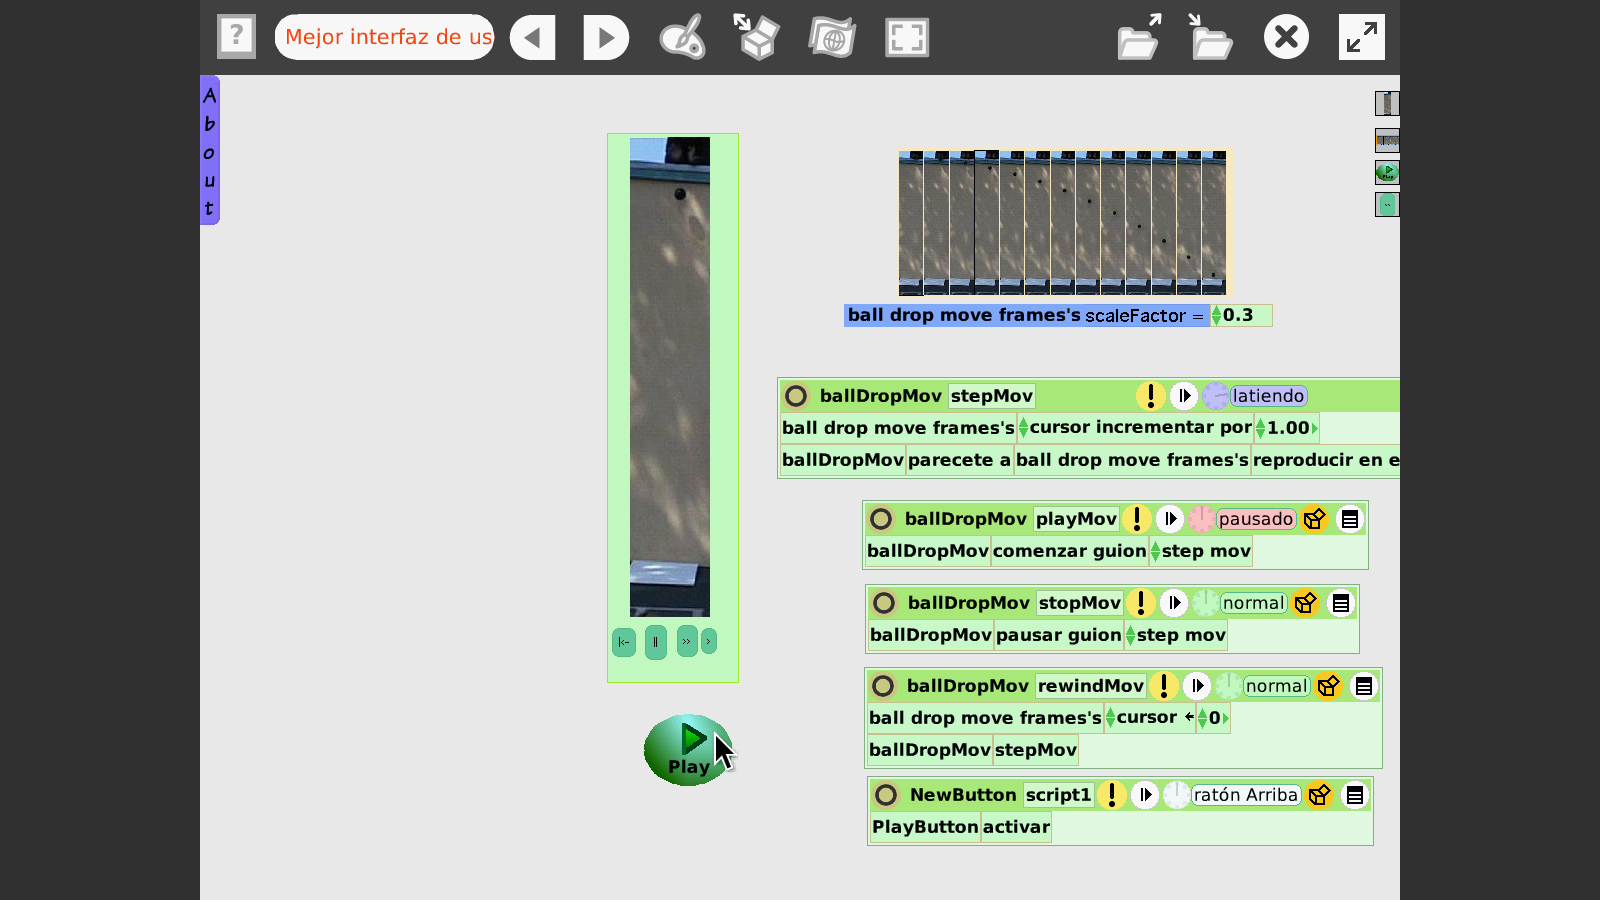 ?
Mejor interfaz de us
About
ball drop move frames's scaleFactor = 0.3
ballDropMov stepMov ! latiendo
ball drop move frames's cursor incrementar por 1.00
ballDropMov parecete a ball drop move frames's reproducir en e
ballDropMov playMov ! pausado
ballDropMov comenzar guion step mov
ballDropMov stopMov ! normal
ballDropMov pausar guion step mov
|<- || >> >
ballDropMov rewindMov ! normal
ball drop move frames's cursor ← 0
ballDropMov stepMov
Play
NewButton script1 ! ratón Arriba
PlayButton activar